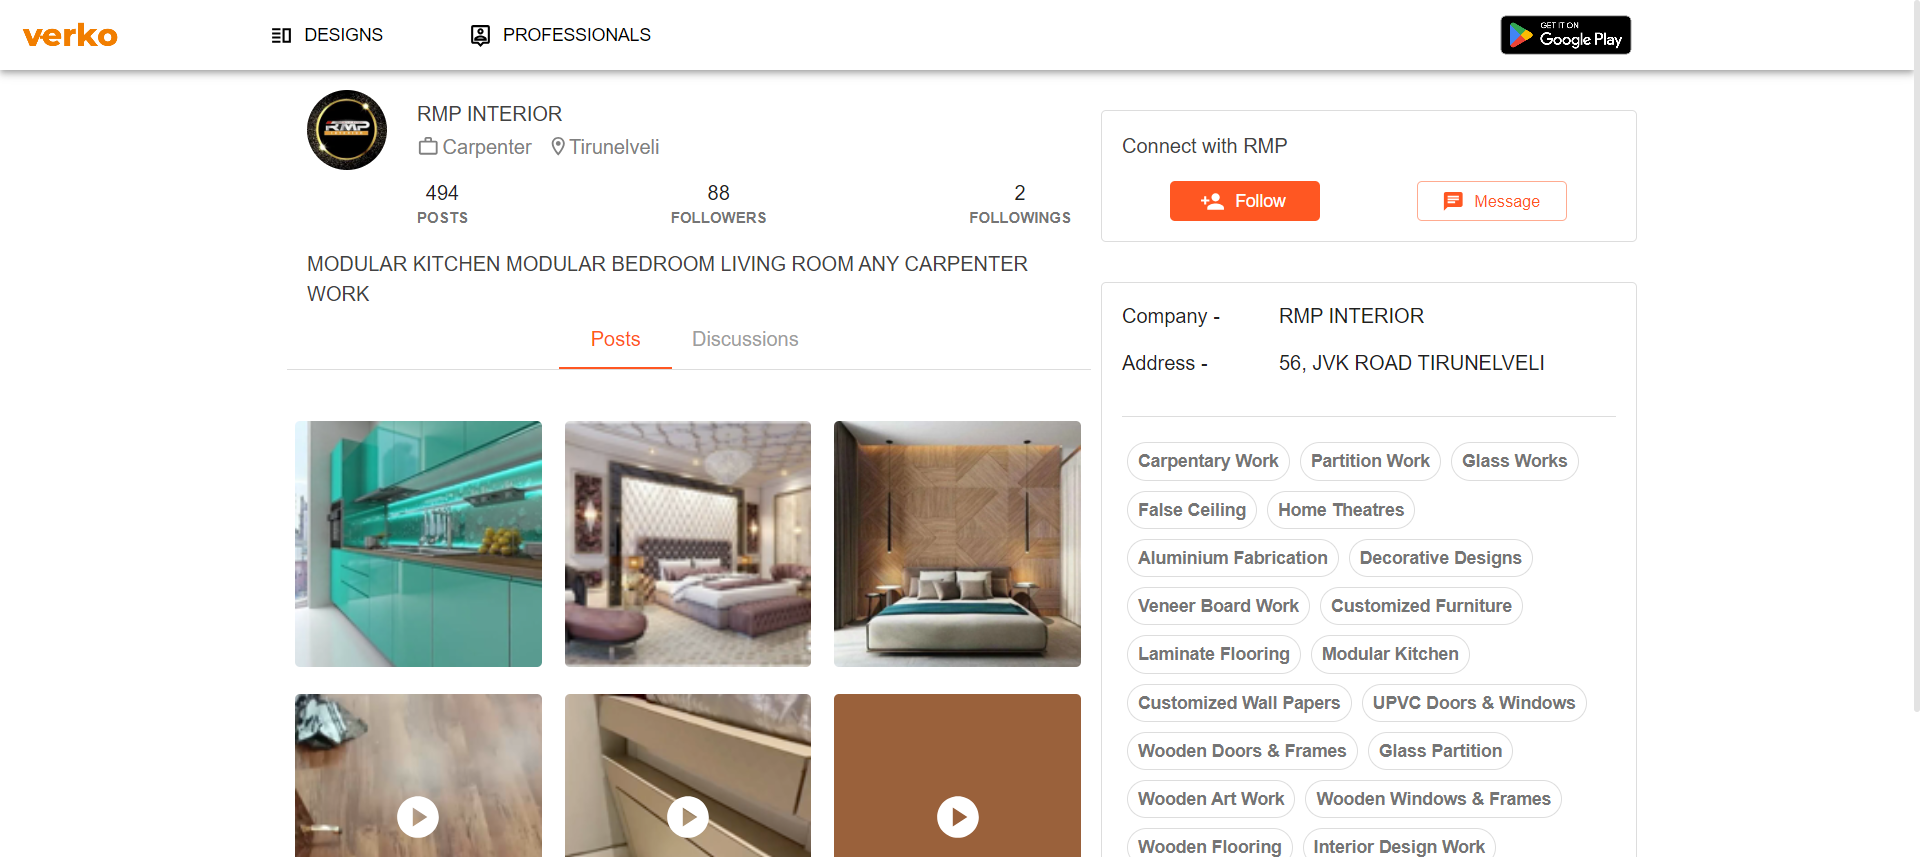 verko
DESIGNS
PROFESSIONALS
GET IT ON
Google Play
RMP
RMP INTERIOR
Carpenter
Tirunelveli
494
POSTS
88
FOLLOWERS
2
FOLLOWINGS
MODULAR KITCHEN MODULAR BEDROOM LIVING ROOM ANY CARPENTER
WORK
Posts
Discussions
Connect with RMP
Follow
Message
Company - RMP INTERIOR
Address - 56, JVK ROAD TIRUNELVELI
Carpentary Work
Partition Work
Glass Works
False Ceiling
Home Theatres
Aluminium Fabrication
Decorative Designs
Veneer Board Work
Customized Furniture
Laminate Flooring
Modular Kitchen
Customized Wall Papers
UPVC Doors & Windows
Wooden Doors & Frames
Glass Partition
Wooden Art Work
Wooden Windows & Frames
Wooden Flooring
Interior Design Work